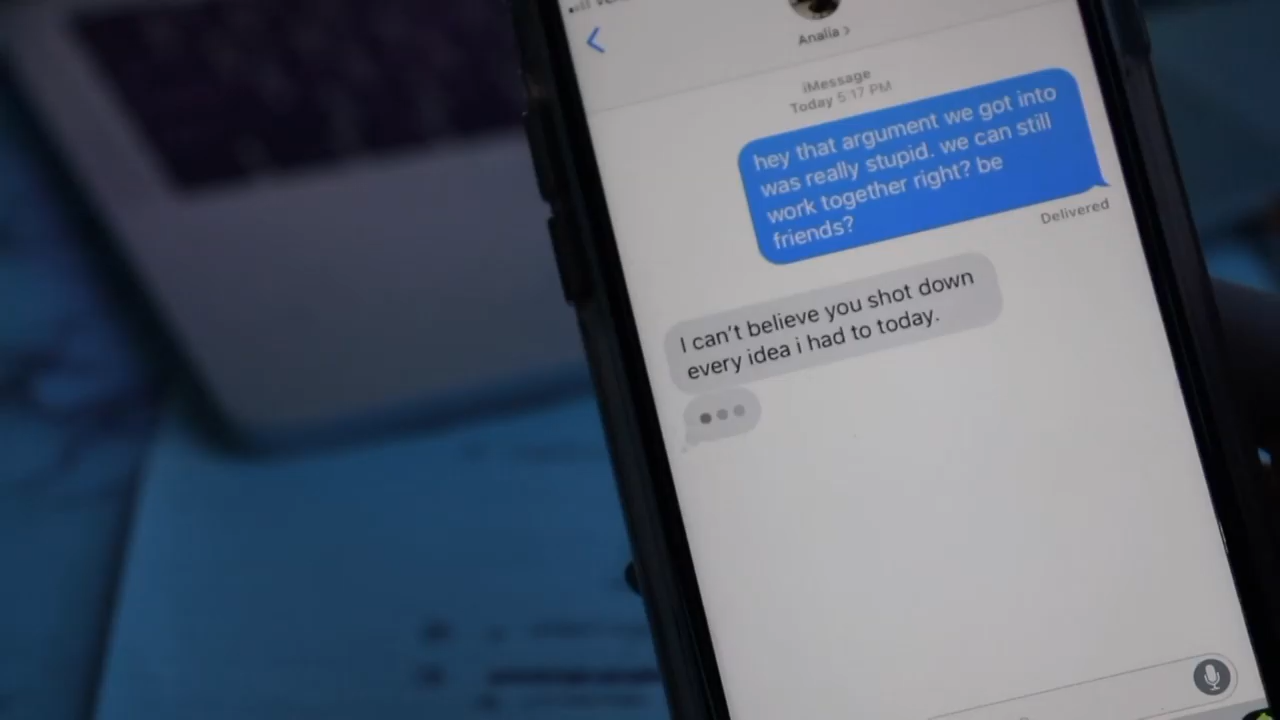 Analia >
iMessage
Today 5:17 PM
hey that argument we got into
was really stupid. we can still
work together right? be
friends?
Delivered
I can't believe you shot down
every idea i had to today.